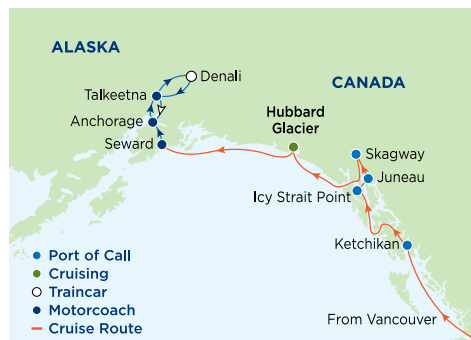 ALASKA
Denali
CANADA
Talkeetna
Hubbard
Glacier
Anchorage
Seward
Skagway
Juneau
Icy Strait Point
Ketchikan
Port of Call
Cruising
Traincar
Motorcoach
Cruise Route
From Vancouver